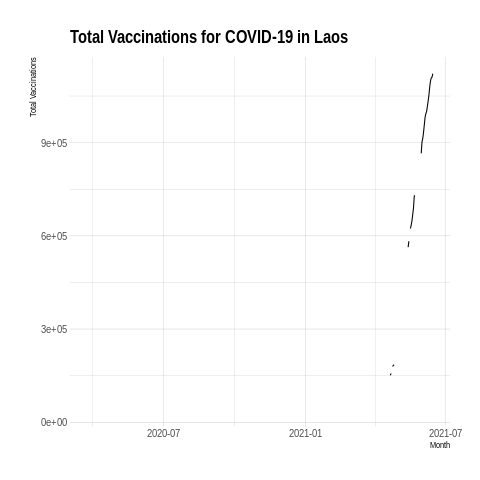 Total Vaccinations for COVID-19 in Laos
Total Vaccinations
9e+05
6e+05
3e+05
0e+00
2020-07 2021-01 2021-07
Month